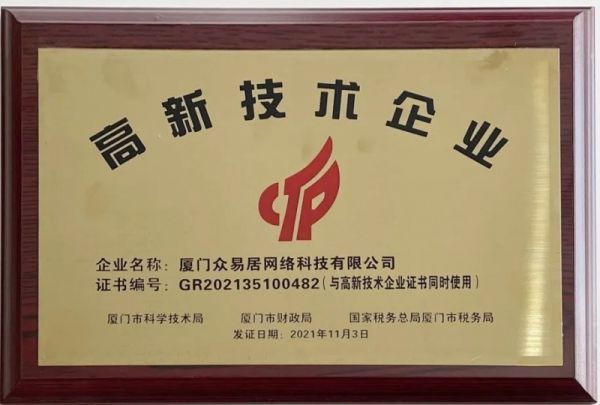 高新技术企业
企业名称：厦门众易居网络科技有限公司
证书编号：GR202135100482（与高新技术企业证书同时使用）
厦门市科学技术局 厦门市财政局 国家税务总局厦门市税务局
发证日期：2021年11月3日